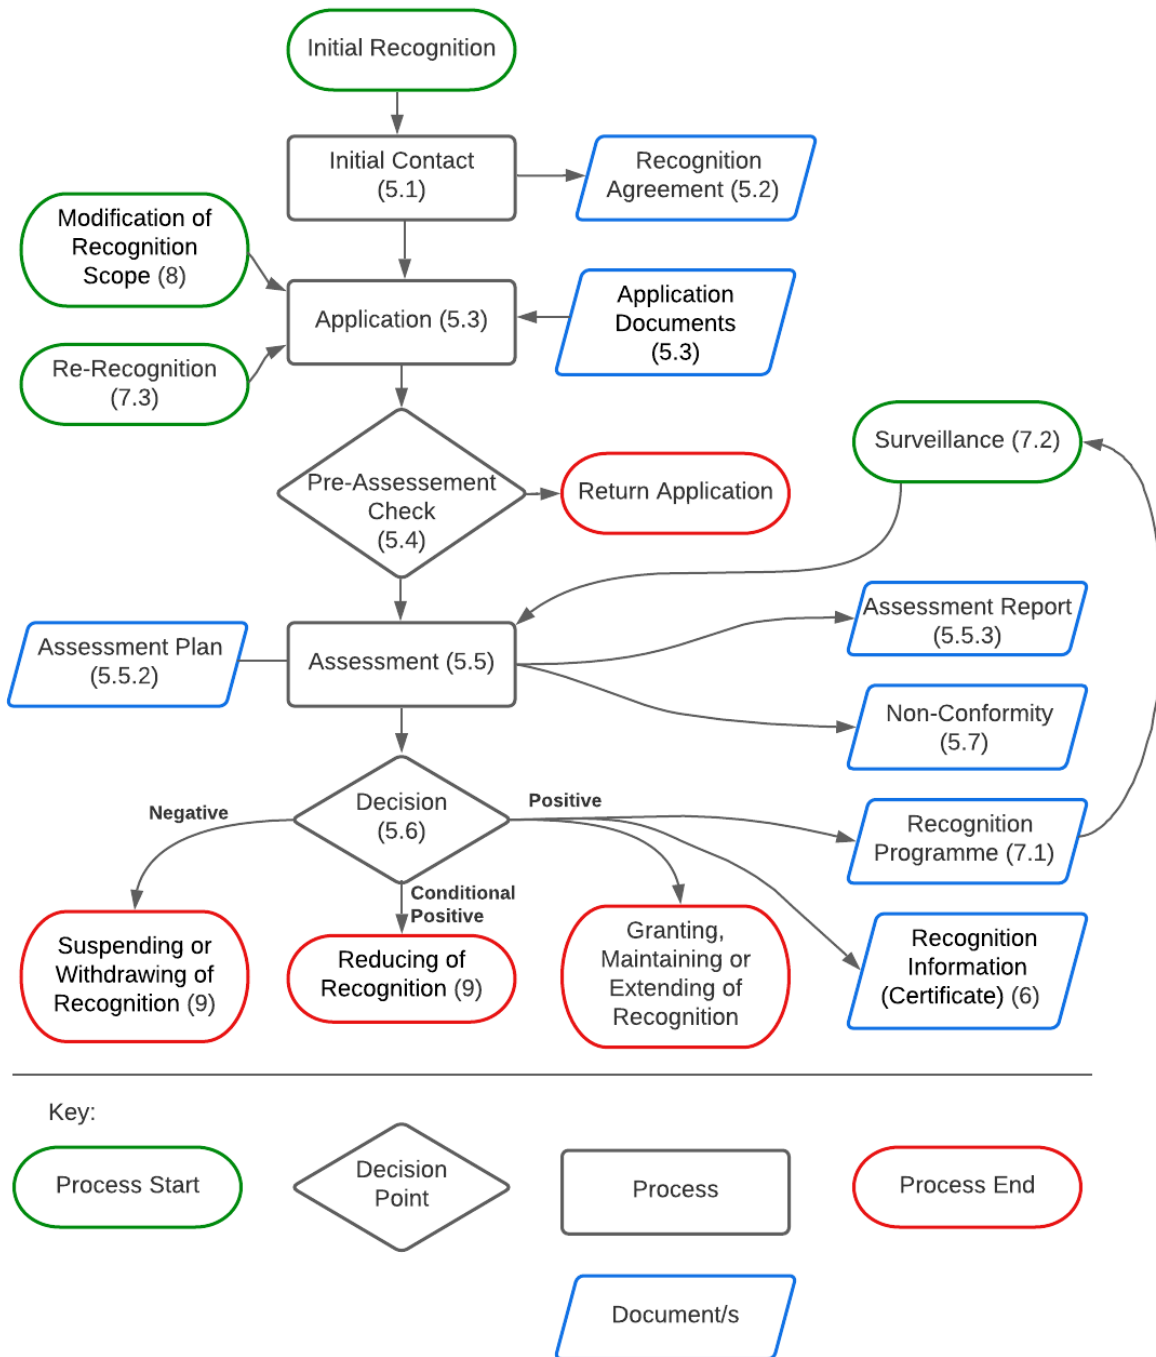 Initial Recognition
Initial Contact
(5.1)
Recognition
Agreement (5.2)
Modification of
Recognition
Scope (8)
Application (5.3)
Application
Documents
(5.3)
Re-Recognition
(7.3)
Surveillance (7.2)
Pre-Assessement
Check
(5.4)
Return Application
Assessment Plan
(5.5.2)
Assessment (5.5)
Assessment Report
(5.5.3)
Non-Conformity
(5.7)
Negative
Decision
(5.6)
Positive
Recognition
Programme (7.1)
Conditional
Positive
Suspending or
Withdrawing of
Recognition (9)
Reducing of
Recognition (9)
Granting,
Maintaining or
Extending of
Recognition
Recognition
Information
(Certificate) (6)
Key:
Process Start
Decision
Point
Process
Process End
Document/s